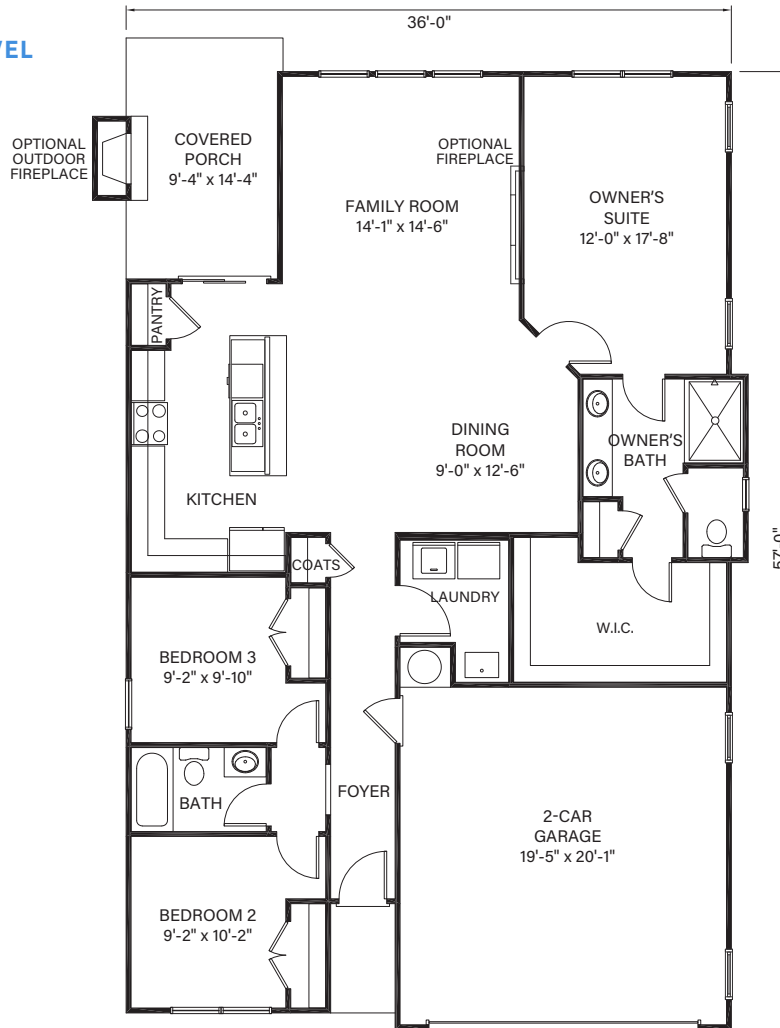 36'-0"
VEL
OPTIONAL
OUTDOOR
FIREPLACE
COVERED
PORCH
9'-4" x 14'-4"
OPTIONAL
FIREPLACE
FAMILY ROOM
14'-1" x 14'-6"
OWNER'S
SUITE
12'-0" x 17'-8"
PANTRY
DINING
ROOM
9'-0" x 12'-6"
OWNER'S
BATH
KITCHEN
57'-0"
COATS
LAUNDRY
W.I.C.
BEDROOM 3
9'-2" x 9'-10"
BATH
FOYER
2-CAR
GARAGE
19'-5" x 20'-1"
BEDROOM 2
9'-2" x 10'-2"